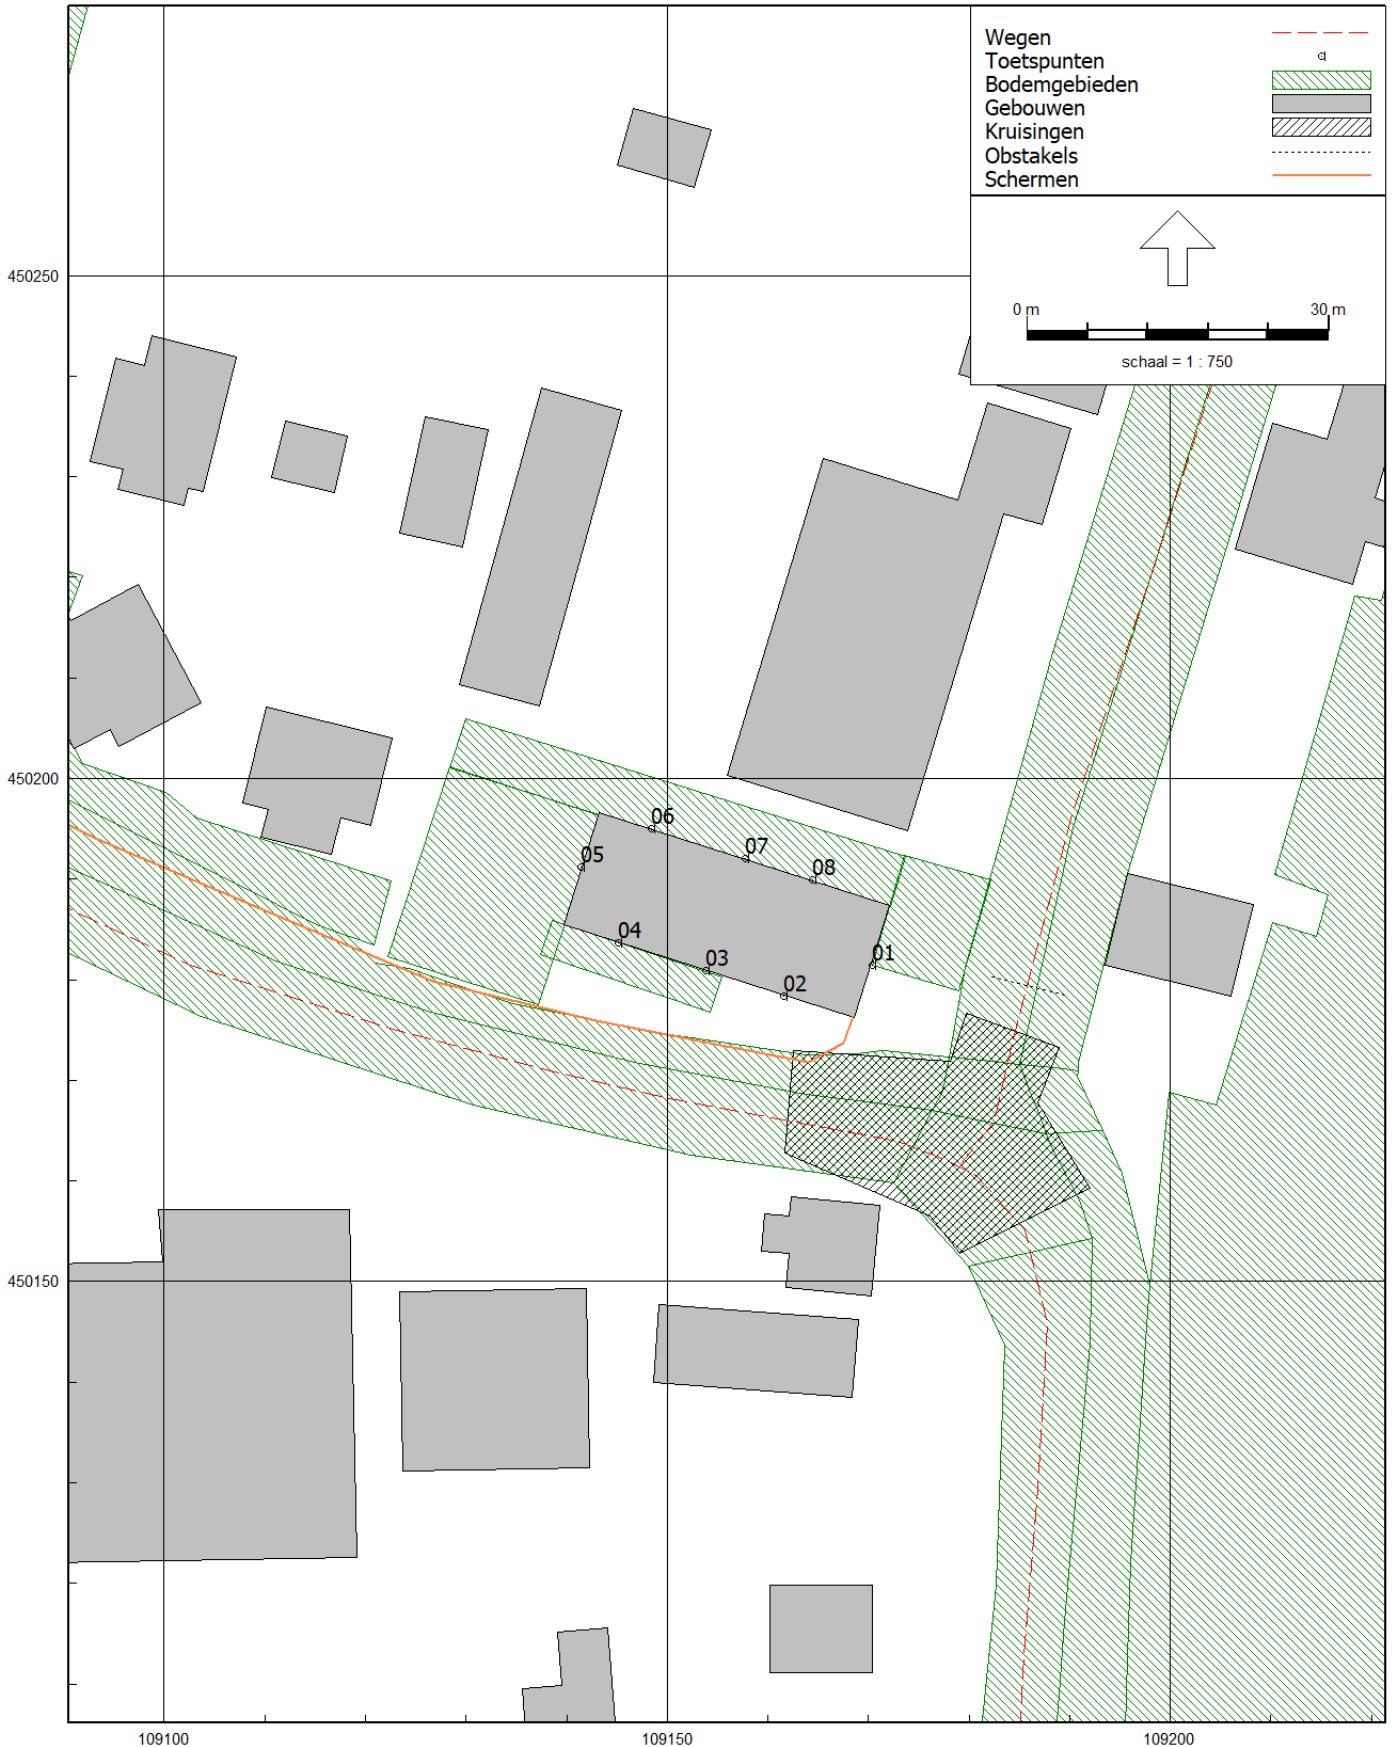 Wegen
Toetspunten
Bodemgebieden
Gebouwen
Kruisingen
Obstakels
Schermen
450250
0 m 30 m
schaal = 1 : 750
450200
06
07
05
08
04
01
03
02
450150
109100 109150 109200